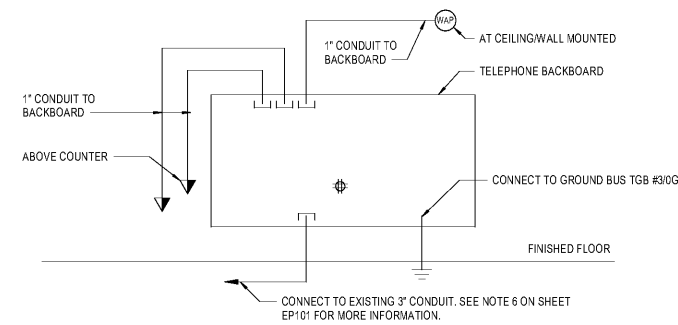 WAP
AT CEILING/WALL MOUNTED
1" CONDUIT TO
BACKBOARD
TELEPHONE BACKBOARD
1" CONDUIT TO
BACKBOARD
ABOVE COUNTER
CONNECT TO GROUND BUS TGB #3/0G
FINISHED FLOOR
CONNECT TO EXISTING 3" CONDUIT. SEE NOTE 6 ON SHEET
EP101 FOR MORE INFORMATION.